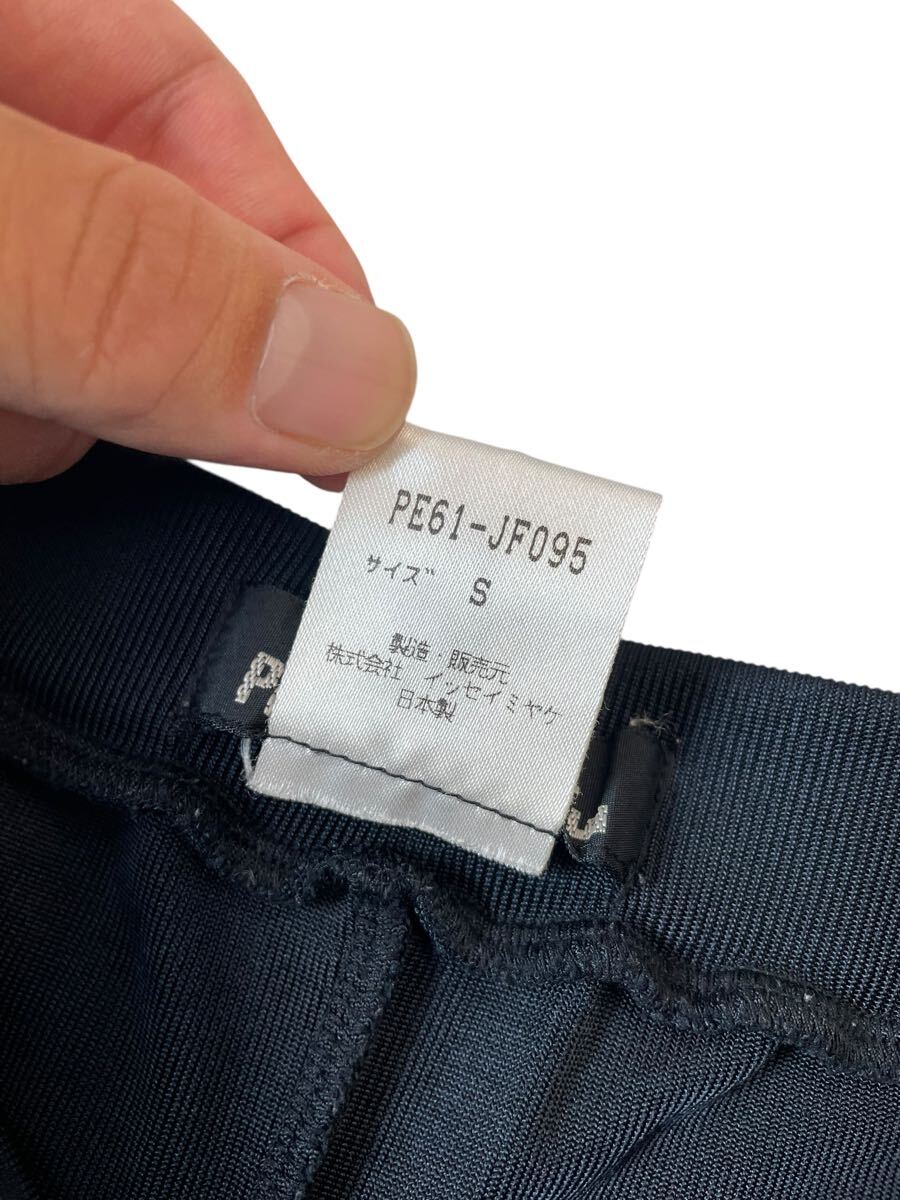 PE61-JF095
サイズ S
製造・販売元
株式会社 イッセイミヤケ
日本製